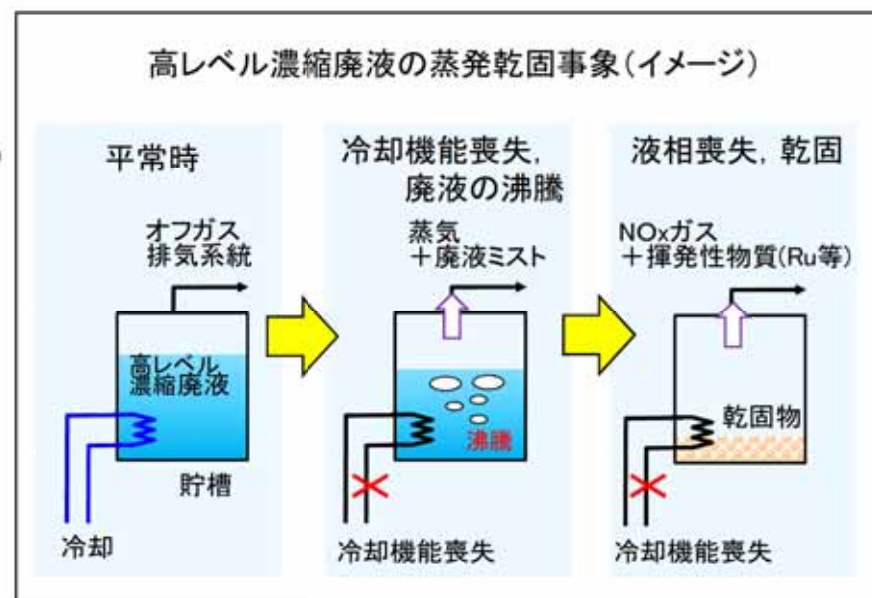 高レベル濃縮廃液の蒸発乾固事象(イメージ)
平常時
オフガス
排気系統
高レベル
濃縮廃液
貯槽
冷却
冷却機能喪失,
廃液の沸騰
蒸気
+廃液ミスト
沸騰
冷却機能喪失
液相喪失, 乾固
NOxガス
+揮発性物質(Ru等)
乾固物
冷却機能喪失